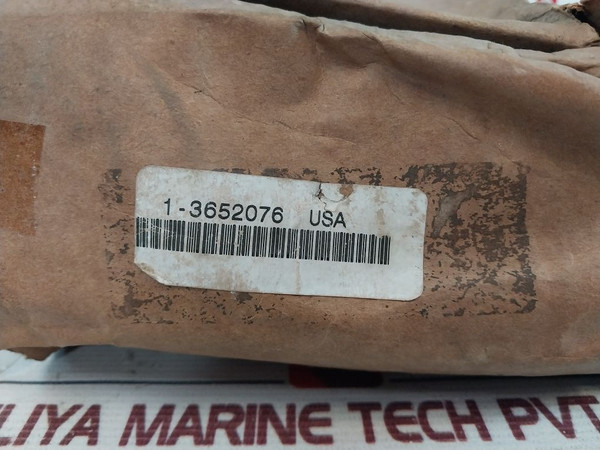 1-3652076 USA
LIYA MARINE TECH PVT